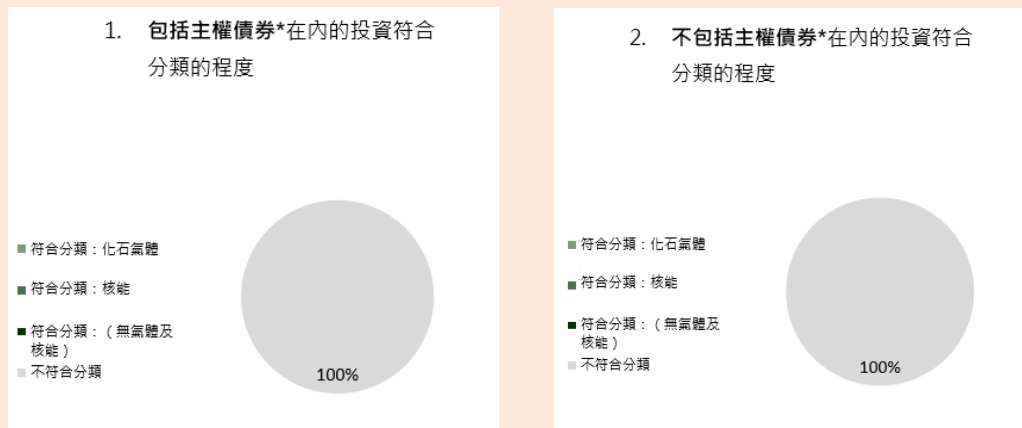 1. 包括主權債券*在內的投資符合
分類的程度
符合分類：化石氣體
符合分類：核能
符合分類：（無氣體及
核能）
不符合分類
100%
2. 不包括主權債券*在內的投資符合
分類的程度
符合分類：化石氣體
符合分類：核能
符合分類：（無氣體及
核能）
不符合分類
100%